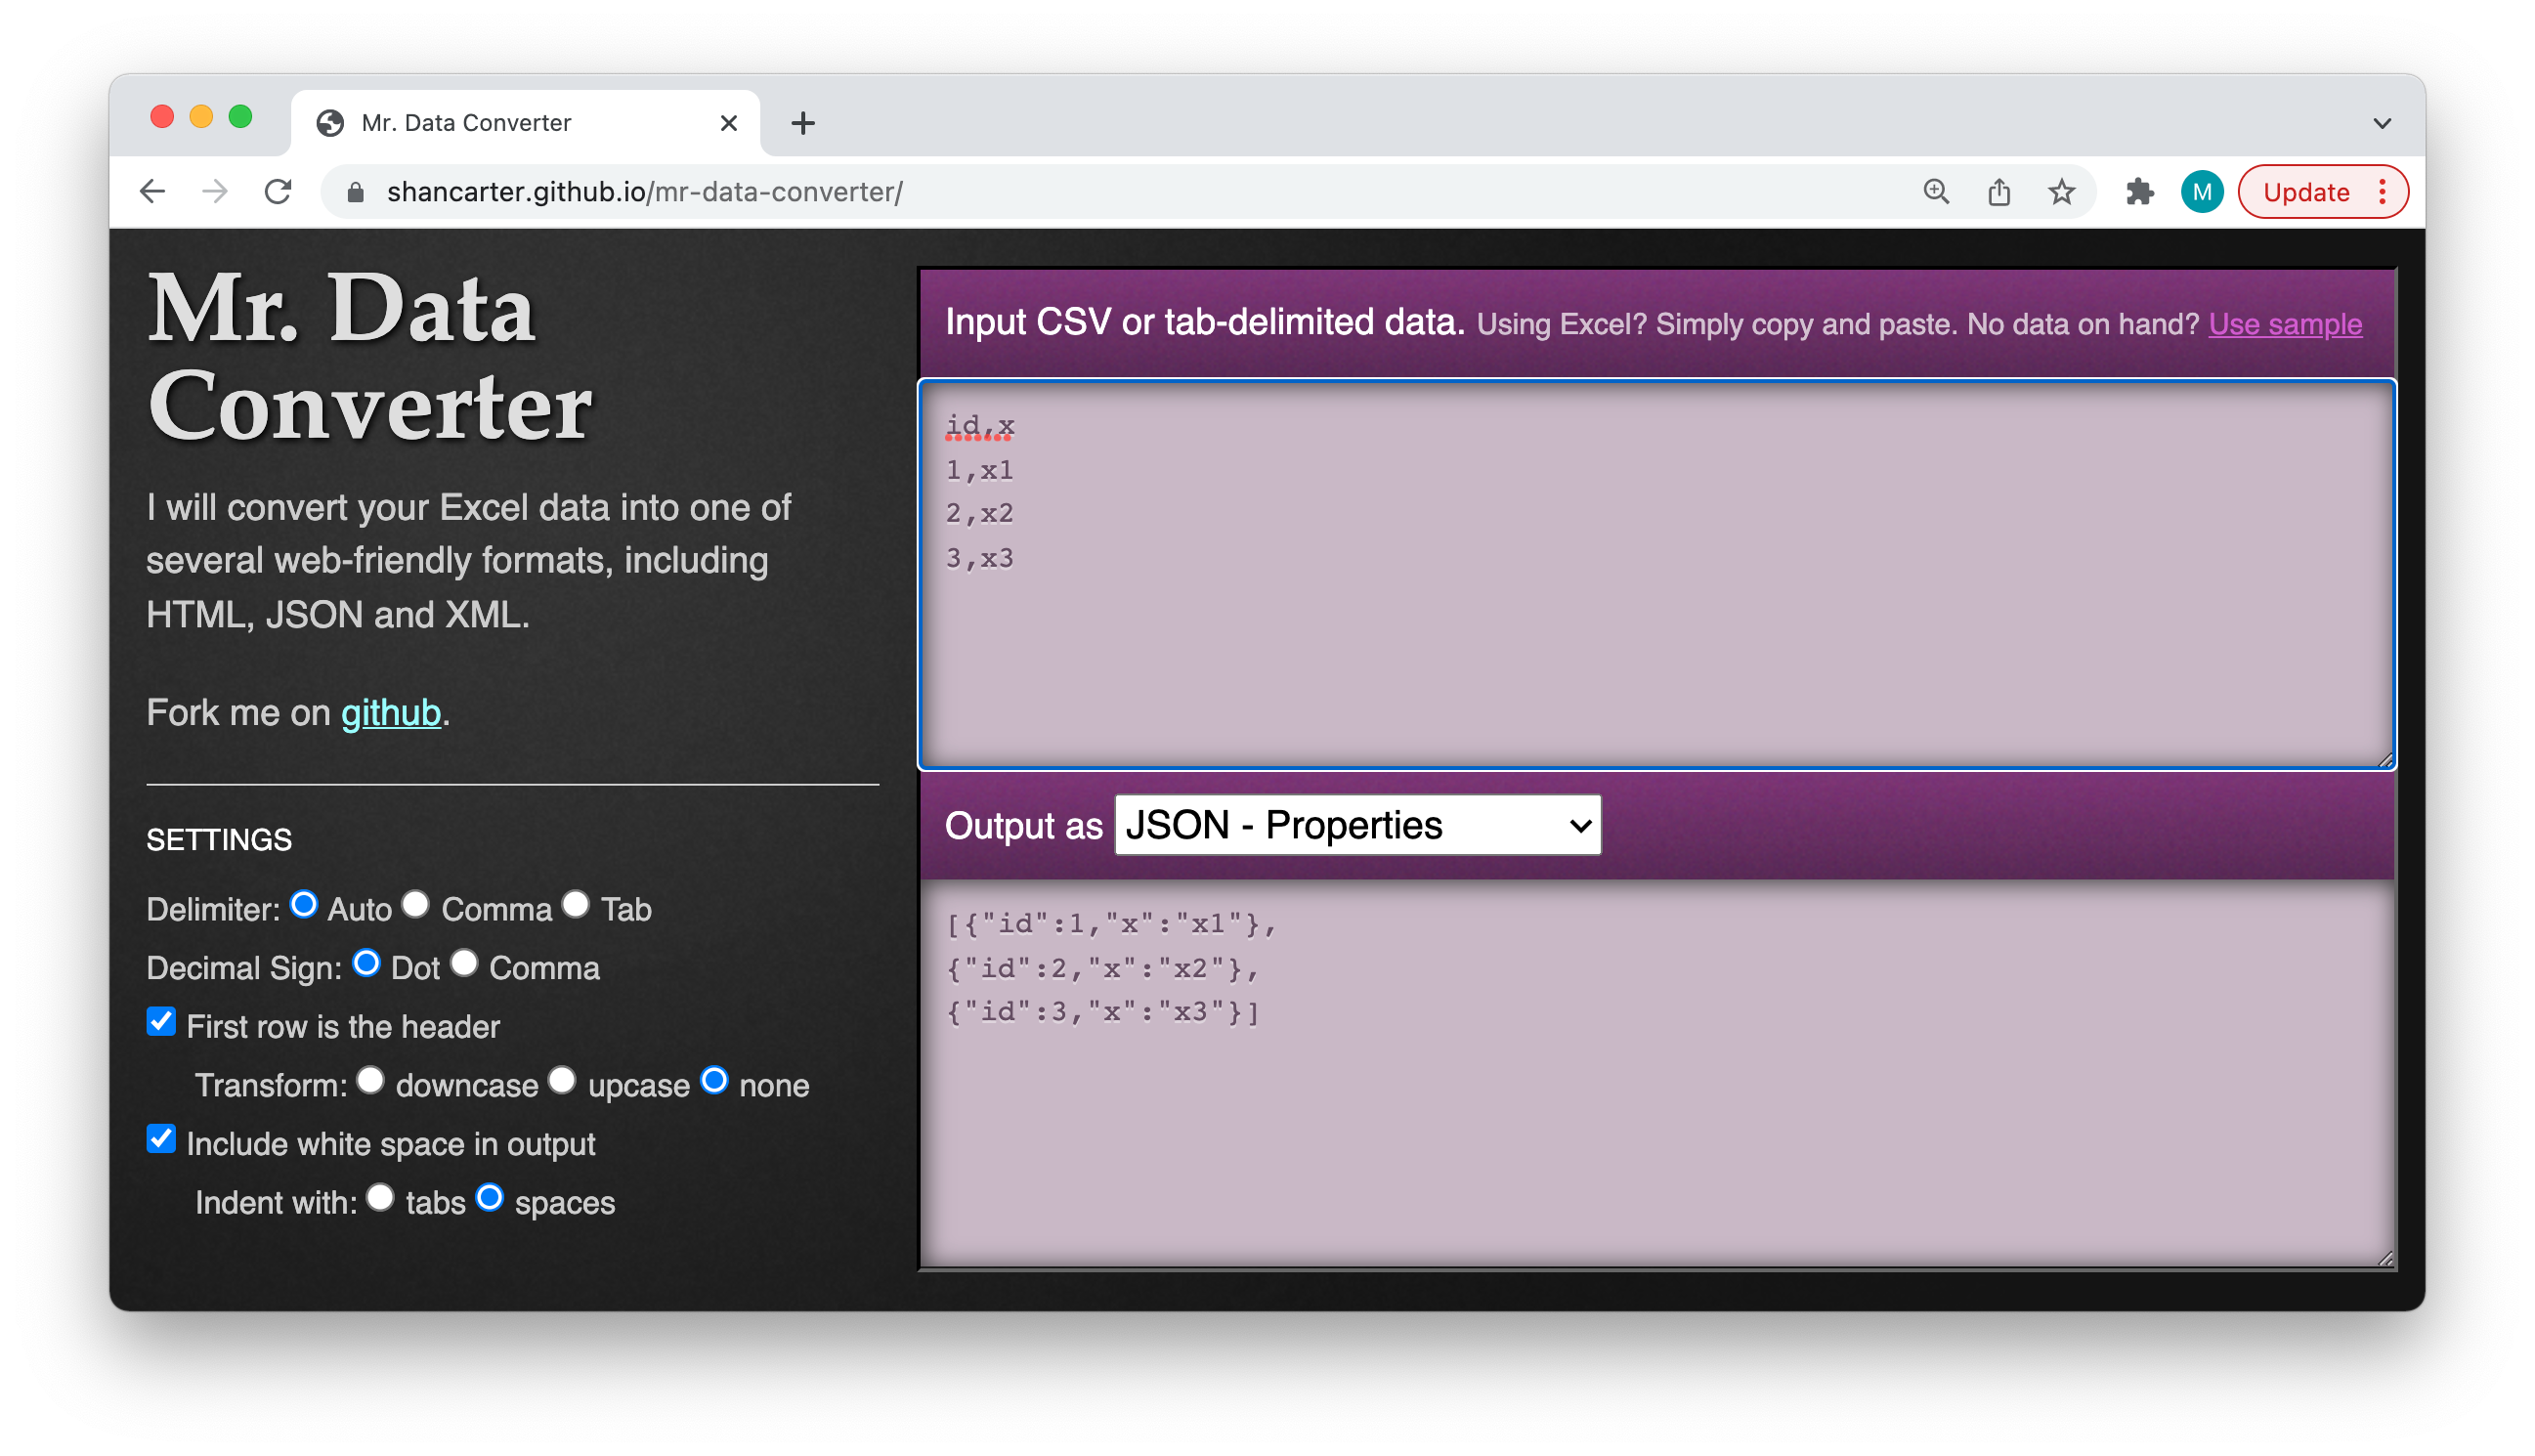 Mr. Data Converter
shancarter.github.io/mr-data-converter/
M
Update
Mr. Data
Converter
I will convert your Excel data into one of
several web-friendly formats, including
HTML, JSON and XML.
Fork me on github.
SETTINGS
Delimiter: Auto Comma Tab
Decimal Sign: Dot Comma
First row is the header
Transform: downcase upcase none
Include white space in output
Indent with: tabs spaces
Input CSV or tab-delimited data. Using Excel? Simply copy and paste. No data on hand? Use sample
id,x
1,x1
2,x2
3,x3
Output as JSON - Properties
[{"id":1,"x":"x1"},
{"id":2,"x":"x2"},
{"id":3,"x":"x3"}]